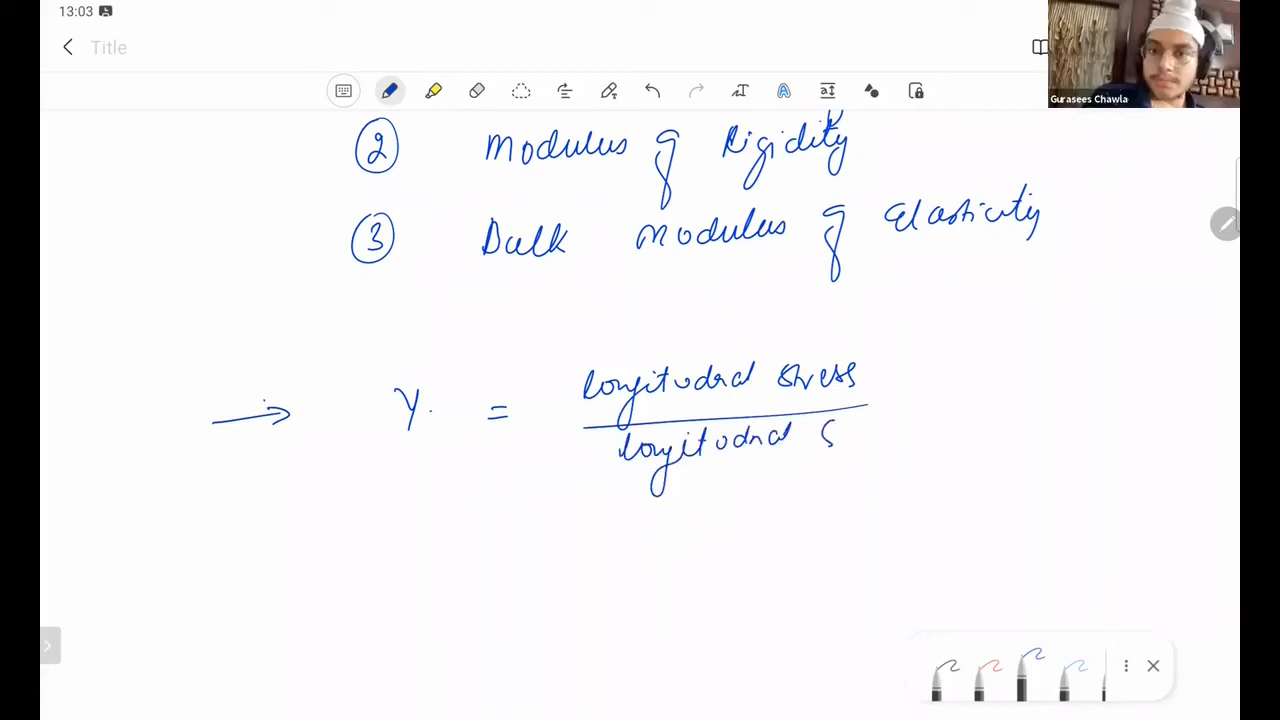 13:03
Title
Gurasees Chawla
② Modulus of Rigidity
③ Bulk Modulus of Elasticity
→ Y. = longitudnal stress
longitudnal s